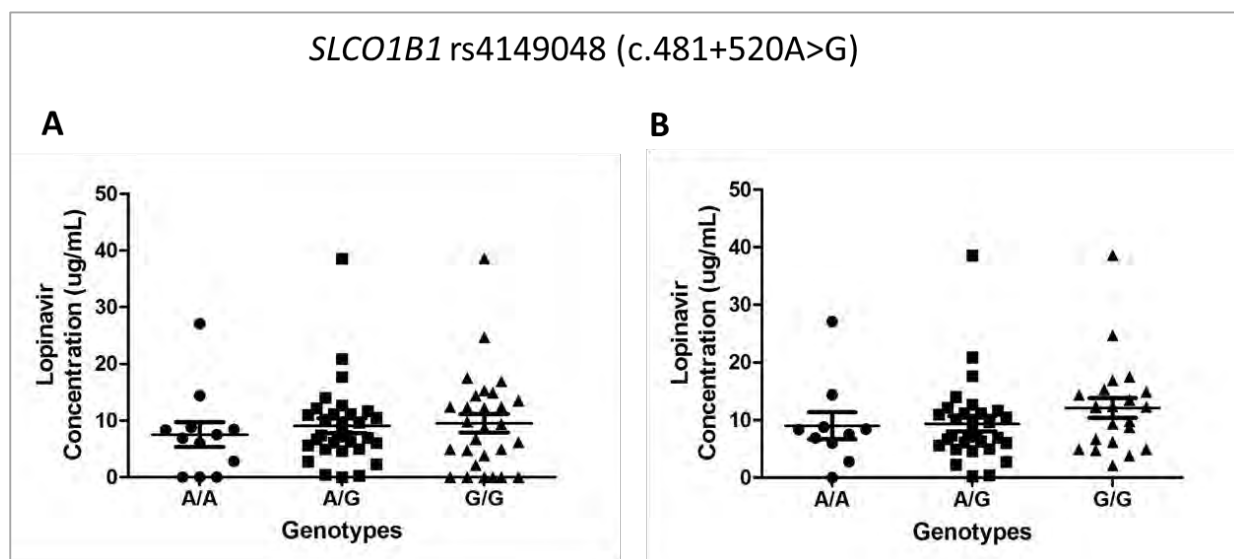 SLCO1B1 rs4149048 (c.481+520A>G)
A
Lopinavir
Concentration (ug/mL)
50
40
30
20
10
0
A/A A/G G/G
Genotypes
B
Lopinavir
Concentration (ug/mL)
50
40
30
20
10
0
A/A A/G G/G
Genotypes